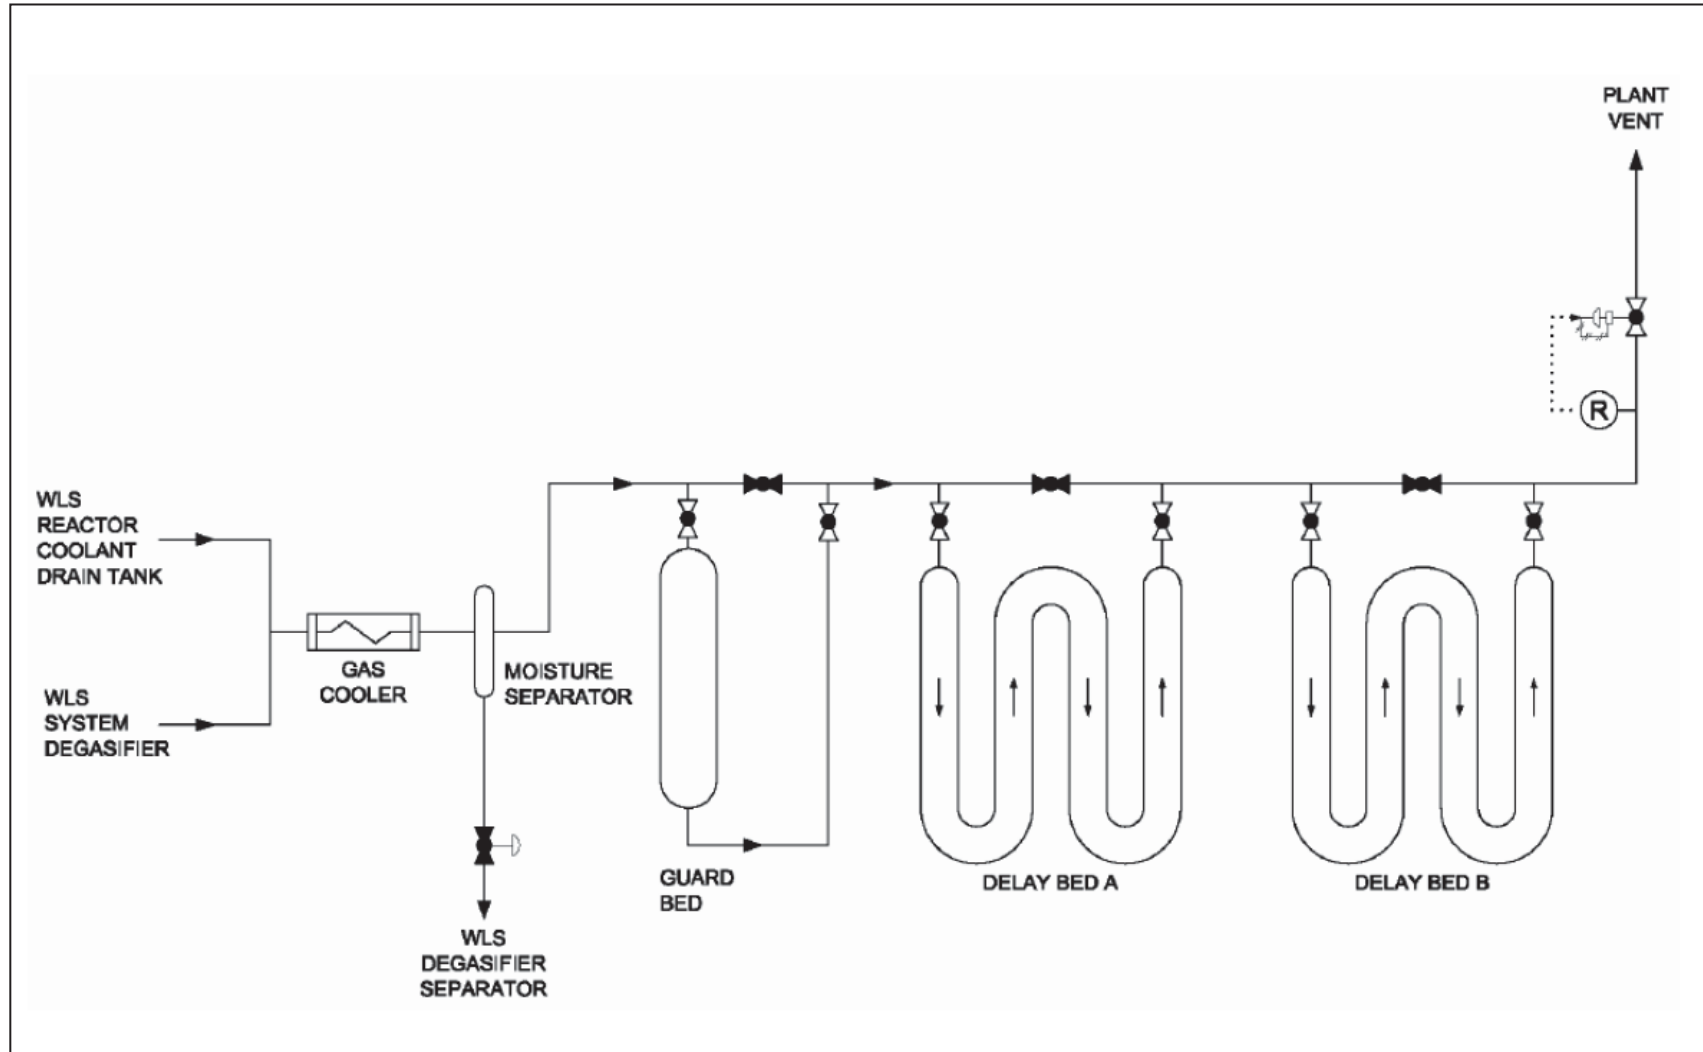 PLANT
VENT
R
WLS
REACTOR
COOLANT
DRAIN TANK
GAS
COOLER
MOISTURE
SEPARATOR
WLS
SYSTEM
DEGASIFIER
GUARD
BED
DELAY BED A
DELAY BED B
WLS
DEGASIFIER
SEPARATOR